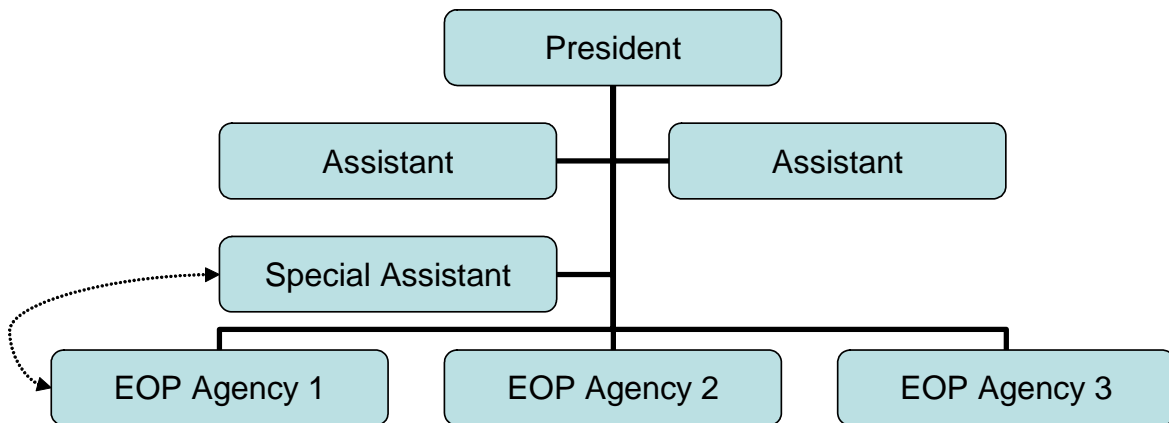 President
Assistant
Assistant
Special Assistant
EOP Agency 1
EOP Agency 2
EOP Agency 3